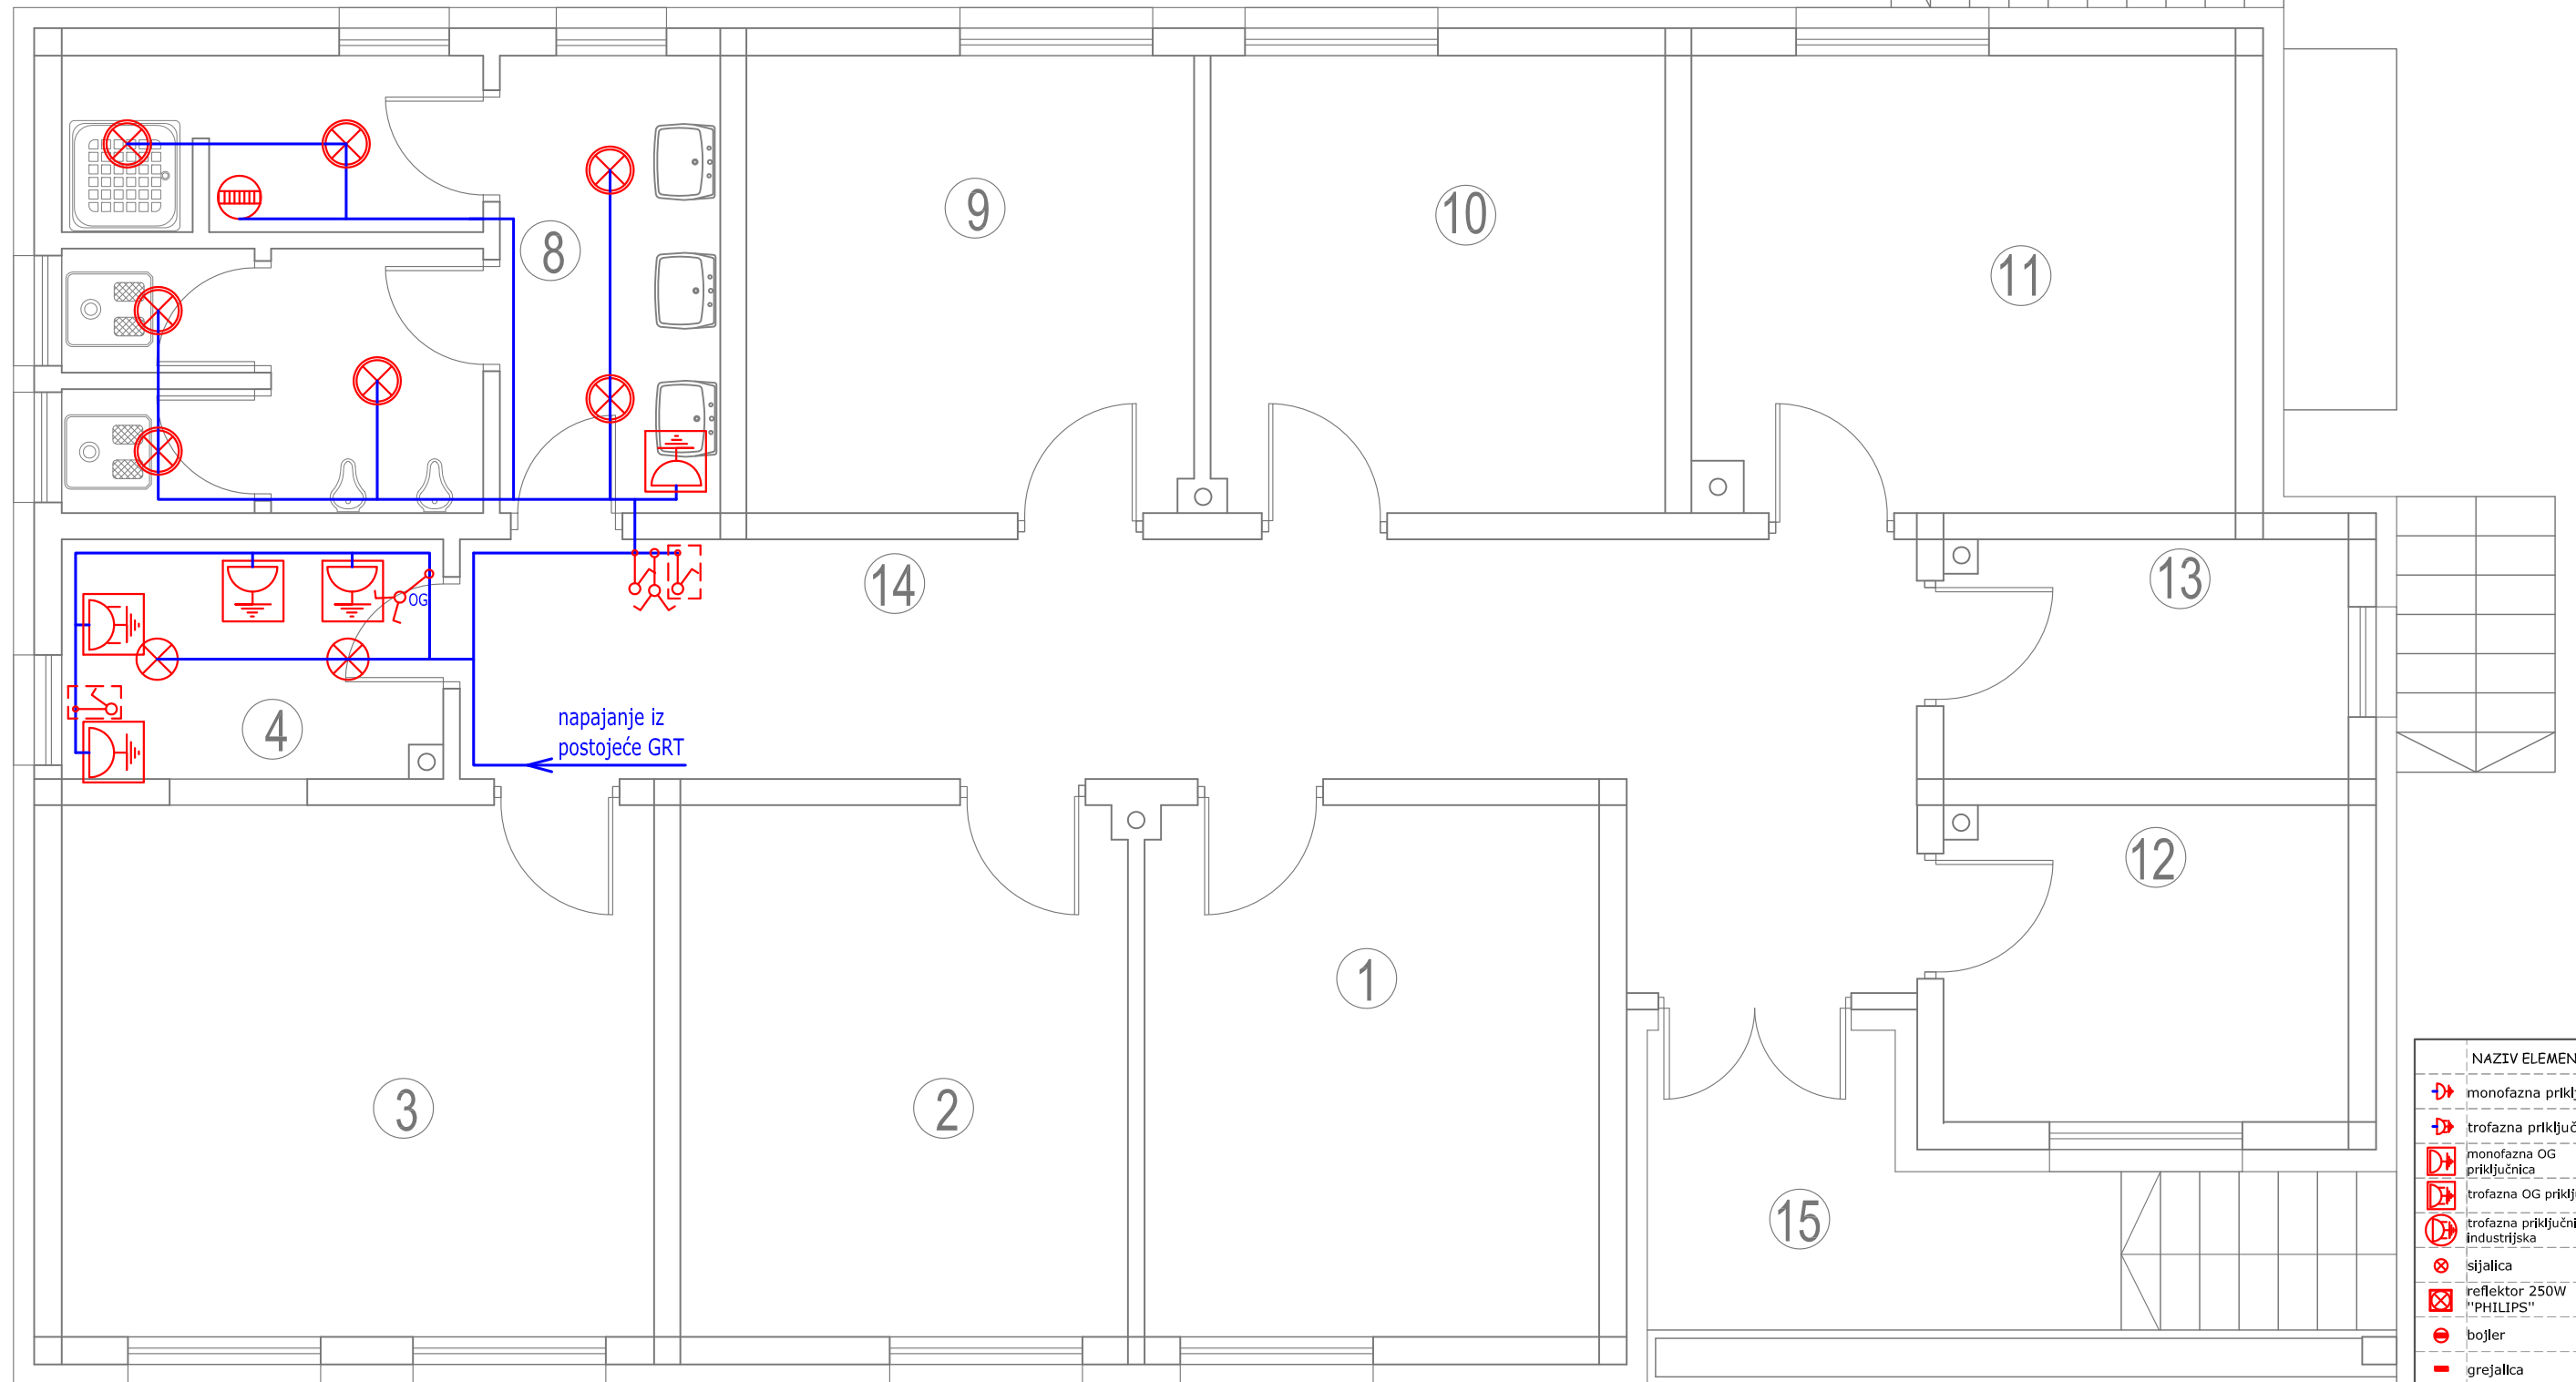 9
10
8
11
14
13
OG
napajanje iz
postojeće GRT
4
12
1
3
2
15
NAZIV ELEMEN
monofazna priklj
trofazna priključ
monofazna OG
priključnica
trofazna OG priklj
trofazna priključni
industrijska
sijalica
reflektor 250W
"PHILIPS"
bojler
grejalica